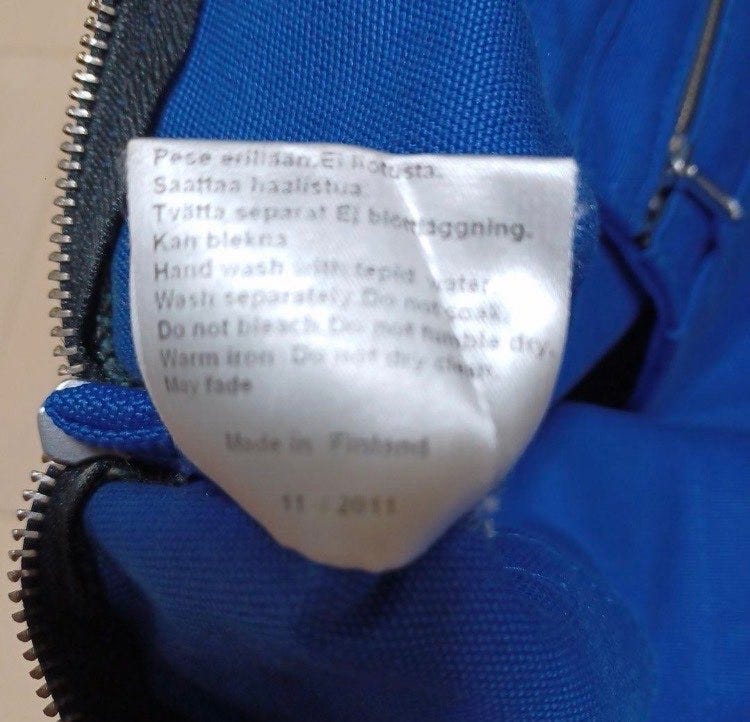 Pese erillään.Ei liotusta.
Saattaa haalistua
Tvätta separat Ej blötläggning.
Kan blekna
Hand wash with tepid water
Wash separately.Do not soak.
Do not bleach.Do not tumble dry.
Warm iron Do not dry clean
May fade
Made in Finland
11 / 2011